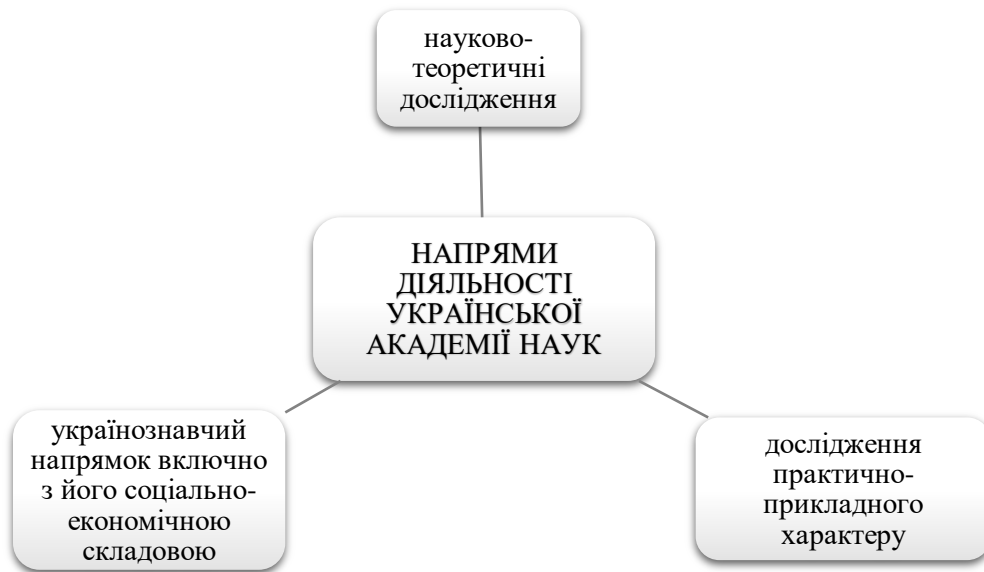 науково-
теоретичні
дослідження
НАПРЯМИ
ДІЯЛЬНОСТІ
УКРАЇНСЬКОЇ
АКАДЕМІЇ НАУК
українознавчий
напрямок включно
з його соціально-
економічною
складовою
дослідження
практично-
прикладного
характеру